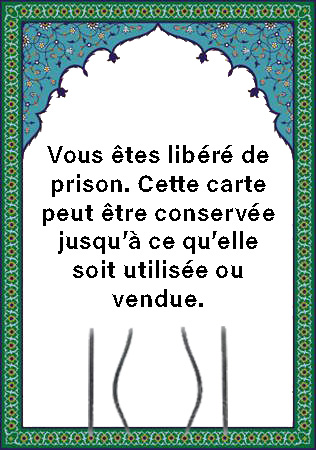 Vous êtes libéré de
prison. Cette carte
peut être conservée
jusqu'à ce qu'elle
soit utilisée ou
vendue.